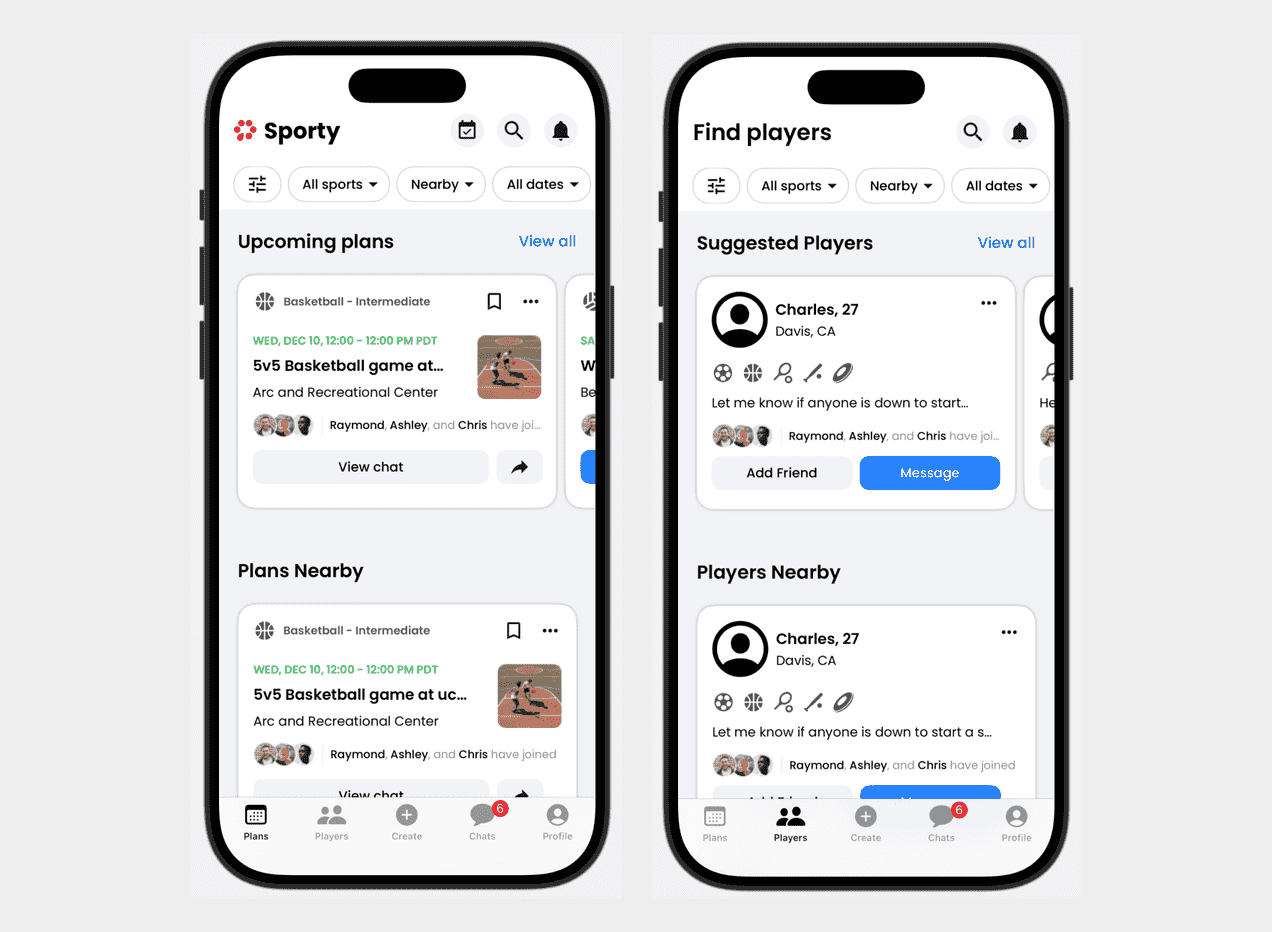 Sporty
All sports
Nearby
All dates
Upcoming plans
View all
Basketball - Intermediate
WED, DEC 10, 12:00 - 12:00 PM PDT
5v5 Basketball game at...
Arc and Recreational Center
Raymond, Ashley, and Chris have joi...
View chat
SA
W
Be
Plans Nearby
Basketball - Intermediate
WED, DEC 10, 12:00 - 12:00 PM PDT
5v5 Basketball game at uc...
Arc and Recreational Center
Raymond, Ashley, and Chris have joined
View chat
Plans
Players
Create
6
Chats
Profile
Find players
All sports
Nearby
All dates
Suggested Players
View all
Charles, 27
Davis, CA
Let me know if anyone is down to start...
Raymond, Ashley, and Chris have joi...
Add Friend
Message
He
Players Nearby
Charles, 27
Davis, CA
Let me know if anyone is down to start a s...
Raymond, Ashley, and Chris have joined
Plans
Players
Create
6
Chats
Profile